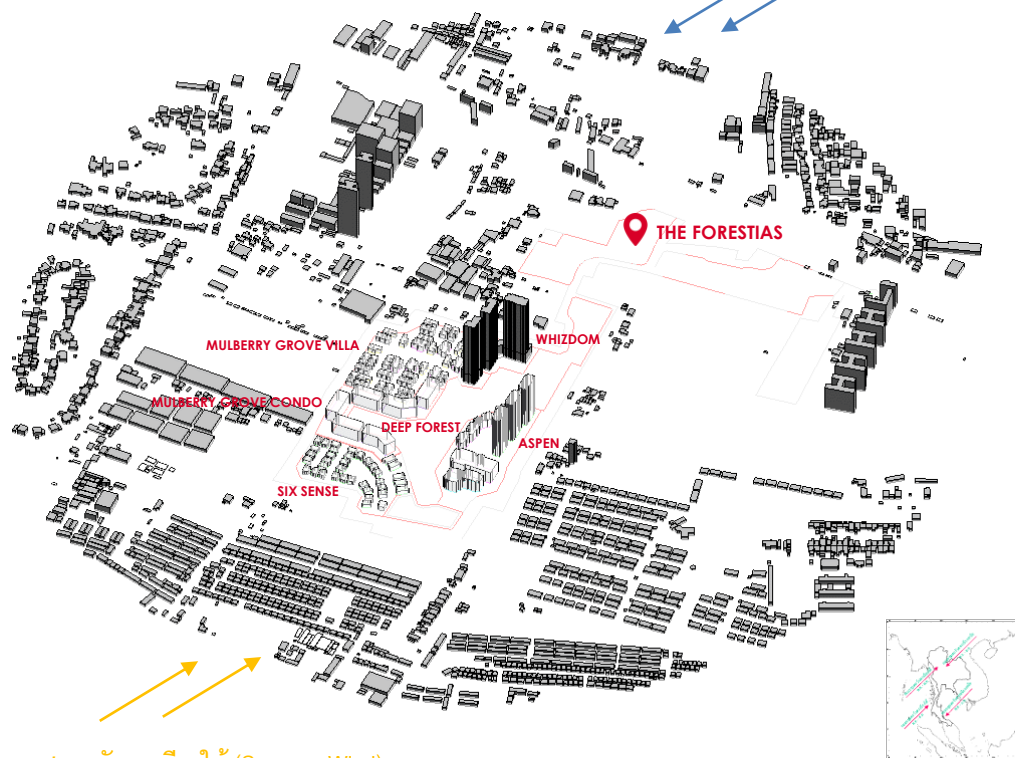 THE FORESTIAS
WHIZDOM
MULBERRY GROVE VILLA
MULBERRY GROVE CONDO
DEEP FOREST
ASPEN
SIX SENSE